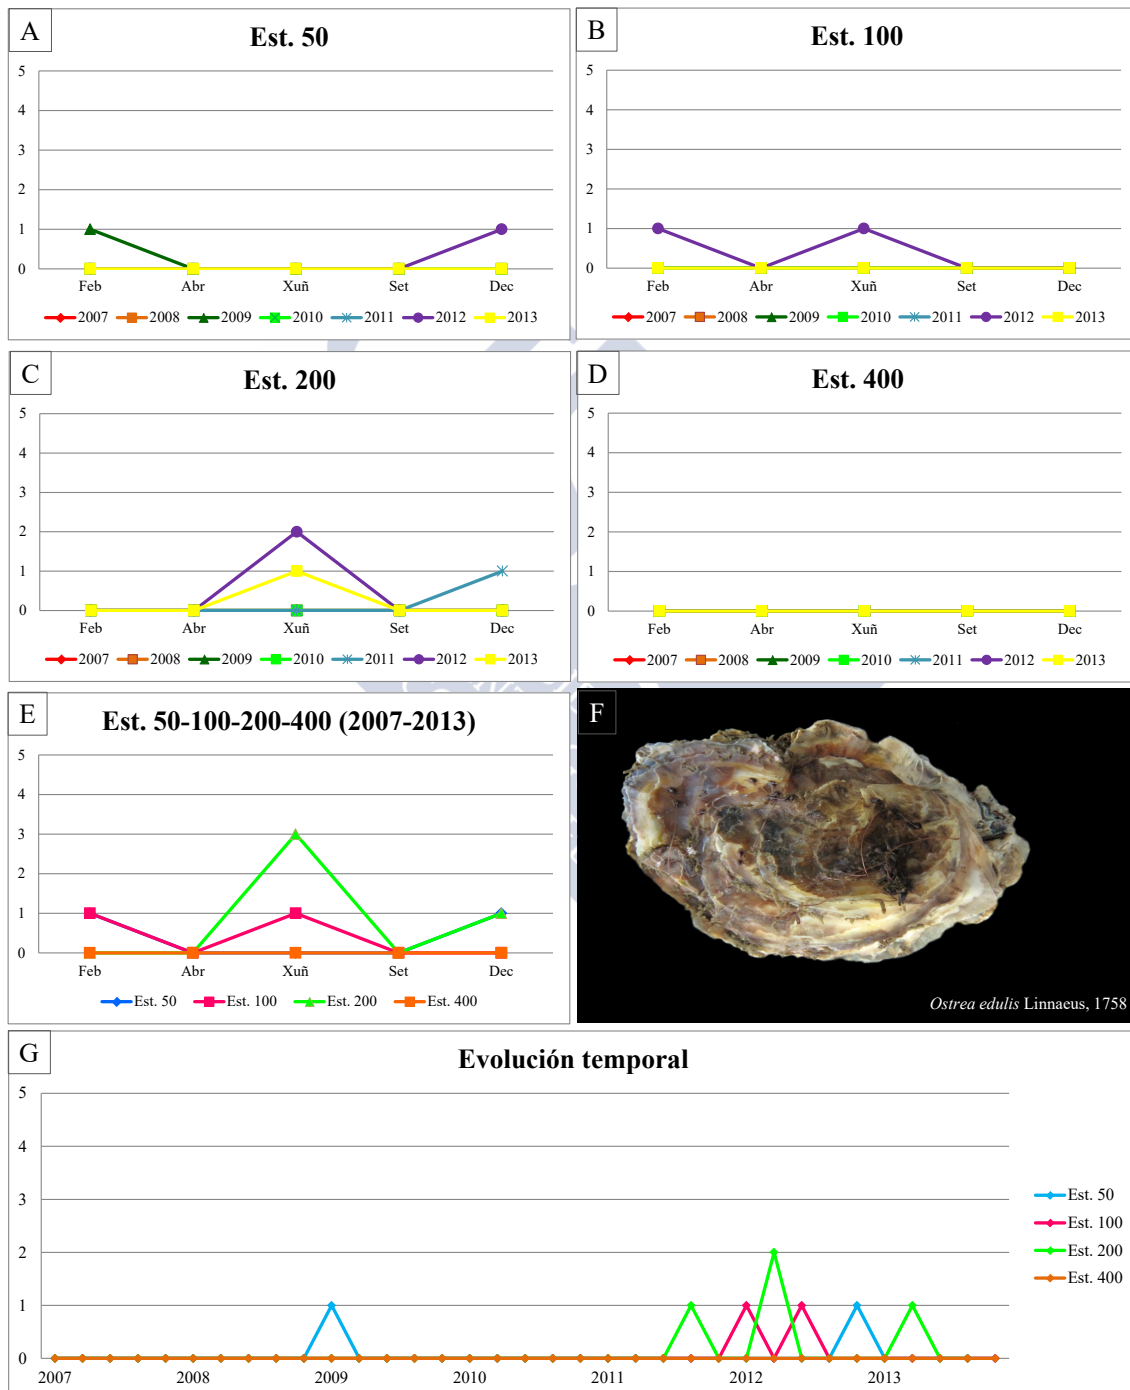 A
Est. 50
5
4
3
2
1
0
Feb Abr Xuñ Set Dec
2007 2008 2009 2010 2011 2012 2013
B
Est. 100
5
4
3
2
1
0
Feb Abr Xuñ Set Dec
2007 2008 2009 2010 2011 2012 2013
C
Est. 200
5
4
3
2
1
0
Feb Abr Xuñ Set Dec
2007 2008 2009 2010 2011 2012 2013
D
Est. 400
5
4
3
2
1
0
Feb Abr Xuñ Set Dec
2007 2008 2009 2010 2011 2012 2013
E
Est. 50-100-200-400 (2007-2013)
5
4
3
2
1
0
Feb Abr Xuñ Set Dec
Est. 50 Est. 100 Est. 200 Est. 400
F
Ostrea edulis Linnaeus, 1758
G
Evolución temporal
5
4
3
2
1
0
2007 2008 2009 2010 2011 2012 2013
Est. 50
Est. 100
Est. 200
Est. 400